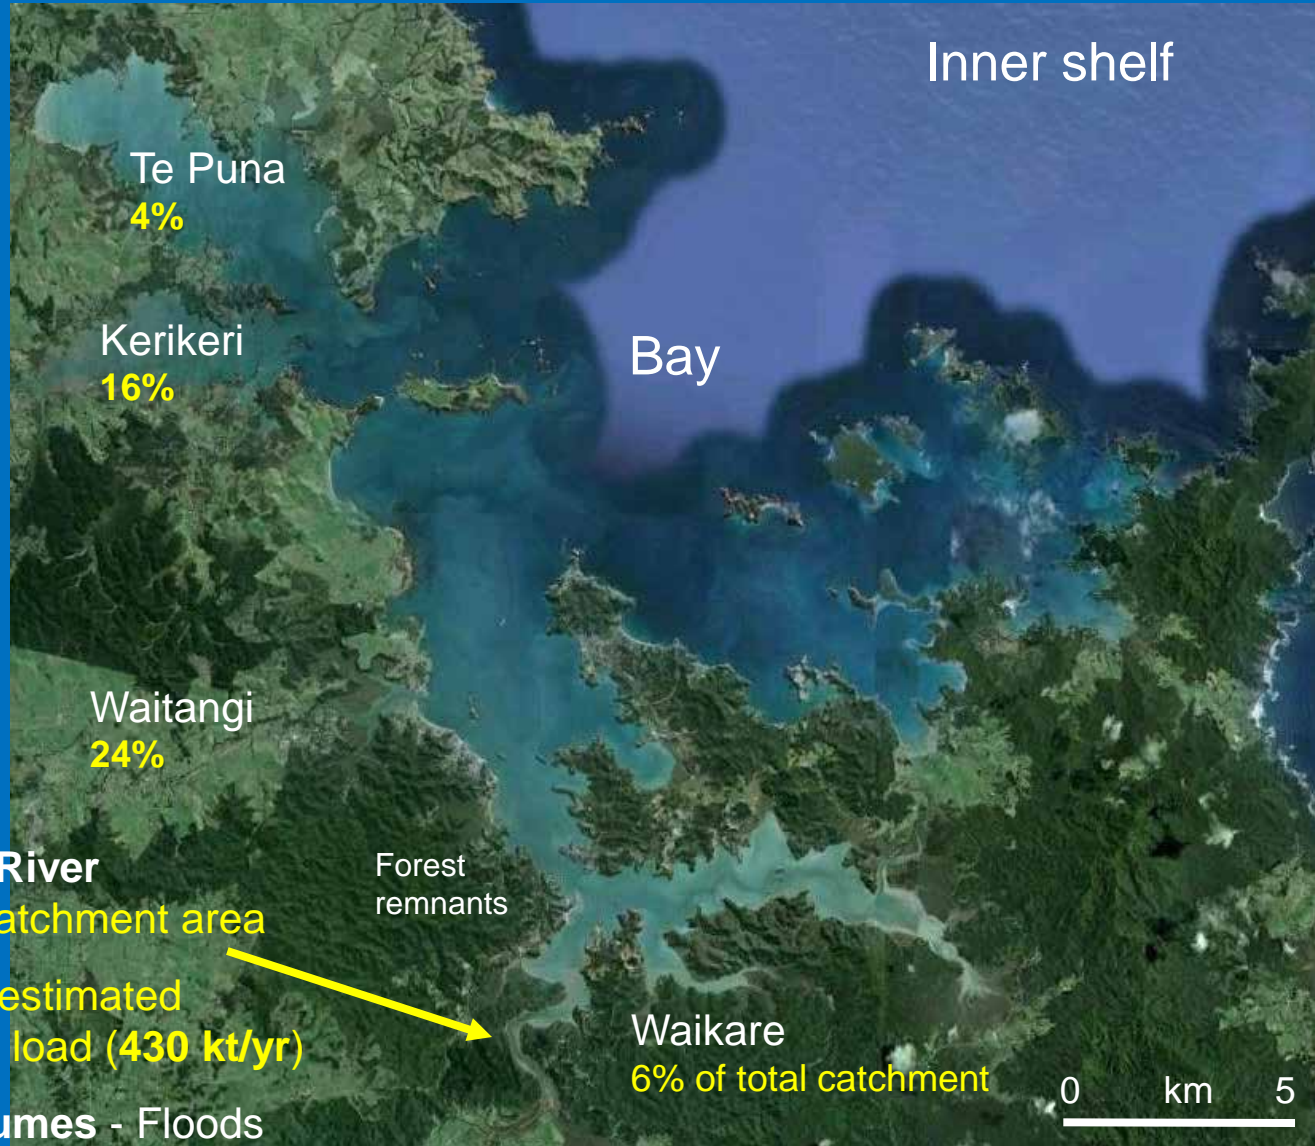 Inner shelf
Te Puna
4%
Kerikeri
16%
Bay
Waitangi
24%
River
atchment area
Forest
remnants
estimated
load (430 kt/yr)
Waikare
6% of total catchment
0 km 5
umes - Floods